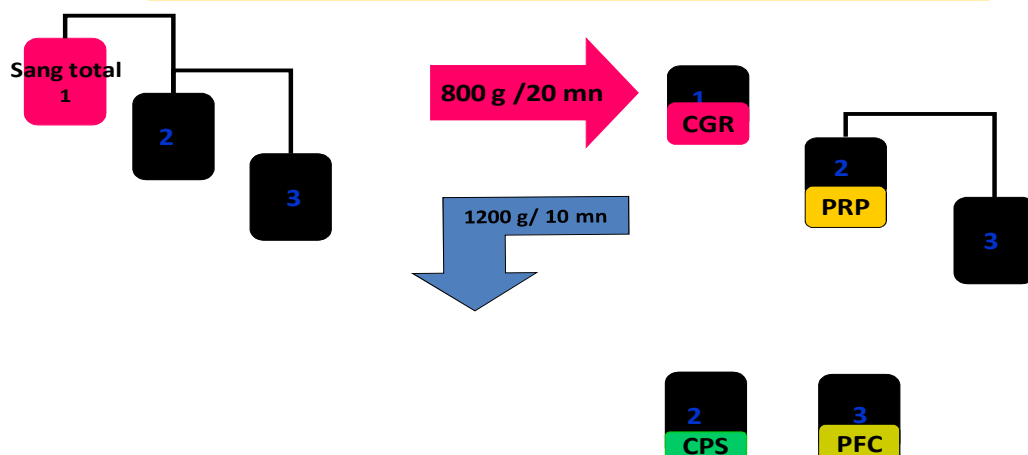 Sang total
1
2
3
800 g /20 mn
1
CGR
2
PRP
3
1200 g/ 10 mn
2
CPS
3
PFC